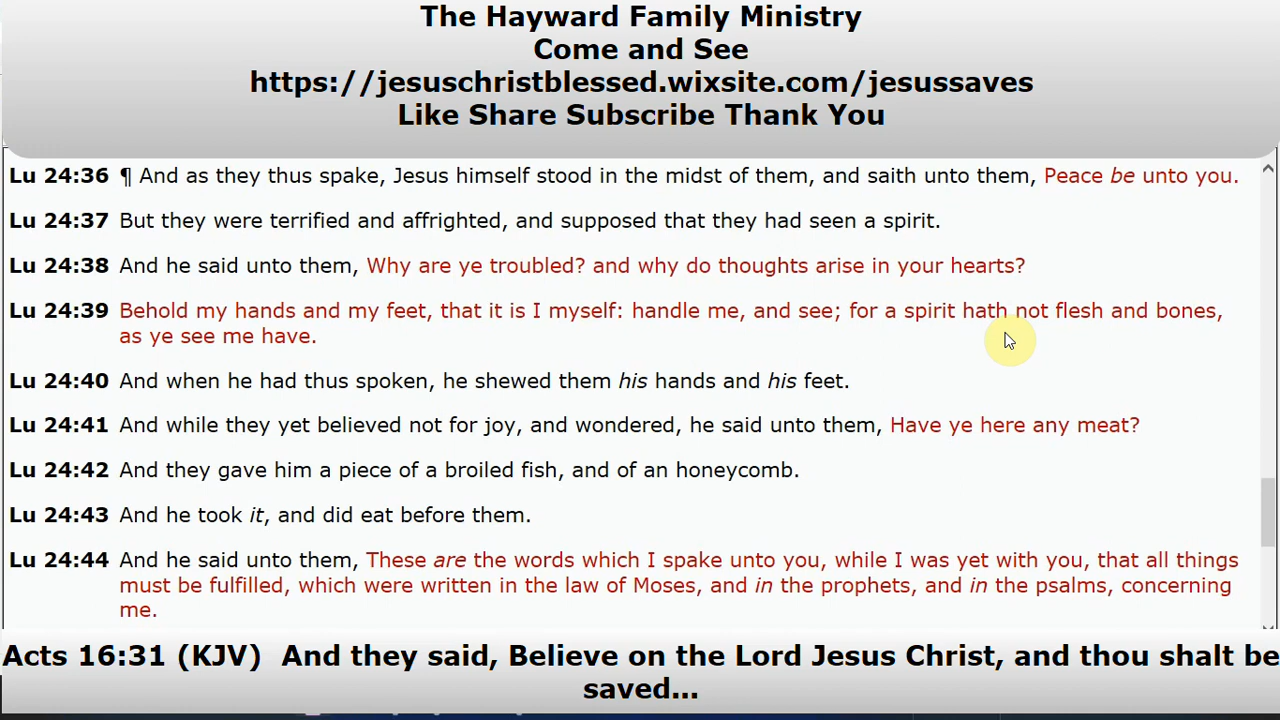 The Hayward Family Ministry
Come and See
https://jesuschristblessed.wixsite.com/jesussaves
Like Share Subscribe Thank You
Lu 24:36 ¶ And as they thus spake, Jesus himself stood in the midst of them, and saith unto them, Peace be unto you.
Lu 24:37 But they were terrified and affrighted, and supposed that they had seen a spirit.
Lu 24:38 And he said unto them, Why are ye troubled? and why do thoughts arise in your hearts?
Lu 24:39 Behold my hands and my feet, that it is I myself: handle me, and see; for a spirit hath not flesh and bones,
as ye see me have.
Lu 24:40 And when he had thus spoken, he shewed them his hands and his feet.
Lu 24:41 And while they yet believed not for joy, and wondered, he said unto them, Have ye here any meat?
Lu 24:42 And they gave him a piece of a broiled fish, and of an honeycomb.
Lu 24:43 And he took it, and did eat before them.
Lu 24:44 And he said unto them, These are the words which I spake unto you, while I was yet with you, that all things
must be fulfilled, which were written in the law of Moses, and in the prophets, and in the psalms, concerning
me.
Acts 16:31 (KJV) And they said, Believe on the Lord Jesus Christ, and thou shalt be
saved...